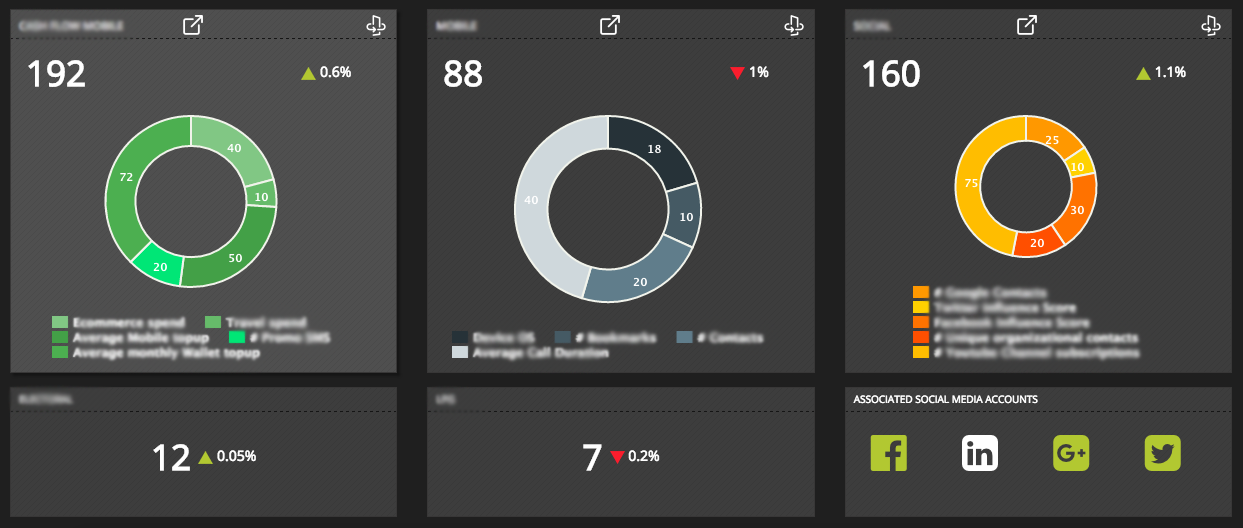 CASH FLOW MOBILE
192
0.6%
40
10
50
20
72
Ecommerce spend
Travel spend
Average Mobile topup
# Promo SMS
Average monthly Wallet topup
MOBILE
88
1%
18
10
20
40
Device OS
# Bookmarks
# Contacts
Average Call Duration
SOCIAL
160
1.1%
25
10
30
20
75
# Google Contacts
Twitter Influence Score
Facebook Influence Score
# Unique organizational contacts
# Youtube Channel subscriptions
12
0.05%
7
0.2%
ASSOCIATED SOCIAL MEDIA ACCOUNTS
f
in
G+